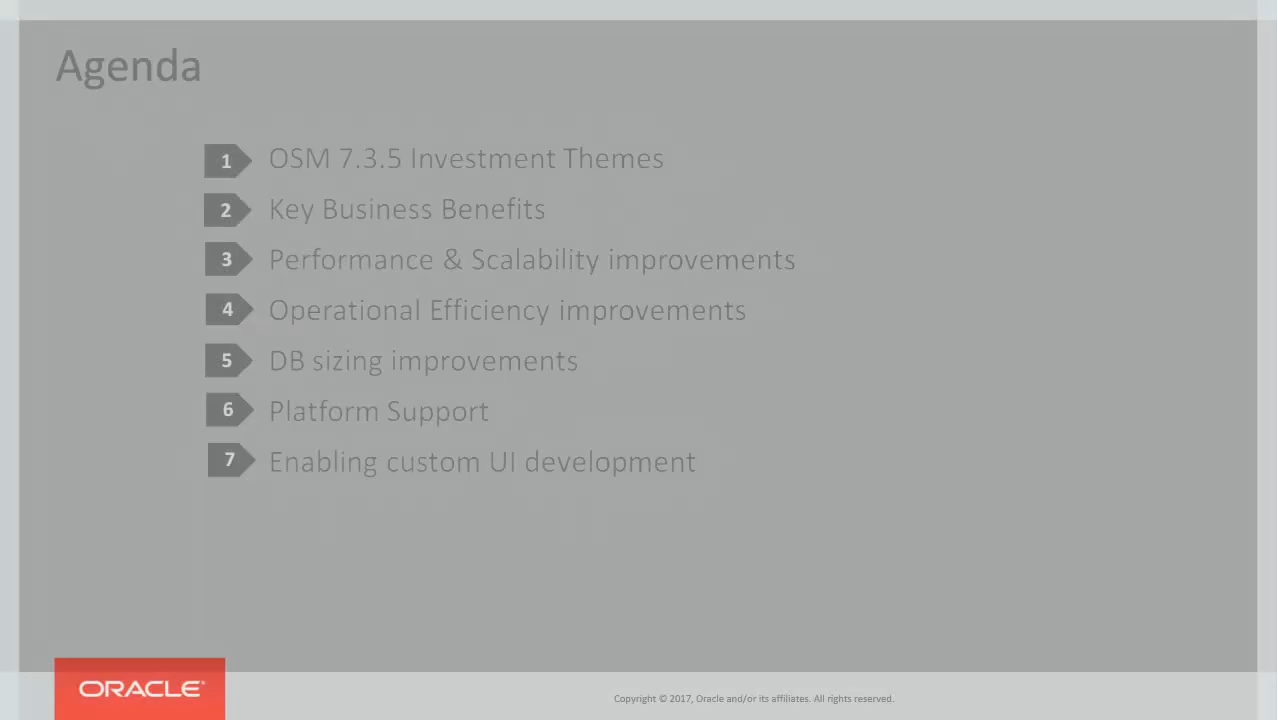 Agenda
1 OSM 7.3.5 Investment Themes
2 Key Business Benefits
3 Performance & Scalability improvements
4 Operational Efficiency improvements
5 DB sizing improvements
6 Platform Support
7 Enabling custom UI development
ORACLE®
Copyright © 2017, Oracle and/or its affiliates. All rights reserved.